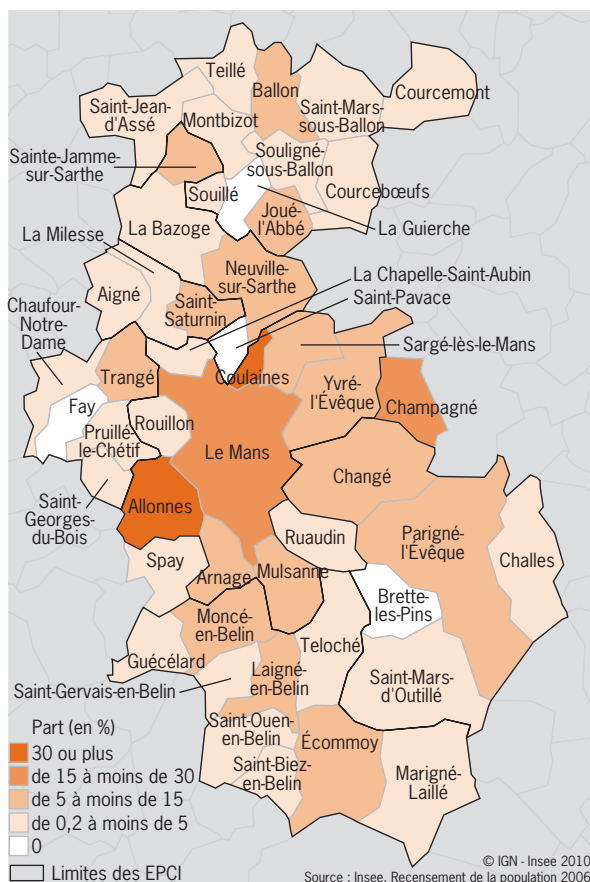 Teillé
Ballon
Courcemont
Saint-Jean-
d'Assé
Saint-Mars-
sous-Ballon
Montbizot
Sainte-Jamme-
sur-Sarthe
Souligné-
sous-Ballon
Souillé
Courcebœufs
La Guierche
Joué-
l'Abbé
La Bazoge
La Milesse
Neuville-
sur-Sarthe
La Chapelle-Saint-Aubin
Saint-Pavace
Aigné
Saint-
Saturnin
Chaufour-
Notre-
Dame
Sargé-lès-le-Mans
Trangé
Coulaines
Yvré-
l'Évêque
Champagné
Fay
Rouillon
Pruillé-
le-Chétif
Le Mans
Changé
Saint-
Georges-
du-Bois
Allonnes
Ruaudin
Parigné-
l'Évêque
Challes
Spay
Arnage
Mulsanne
Brette-
les-Pins
Moncé-
en-Belin
Teloché
Guécélard
Laigné-
en-Belin
Saint-Mars-
d'Outillé
Saint-Gervais-en-Belin
Saint-Ouen-
en-Belin
Écommoy
Saint-Biez-
en-Belin
Marigné-
Laillé
Part (en %)
30 ou plus
de 15 à moins de 30
de 5 à moins de 15
de 0,2 à moins de 5
0
Limites des EPCI
© IGN - Insee 2010
Source : Insee, Recensement de la population 2006